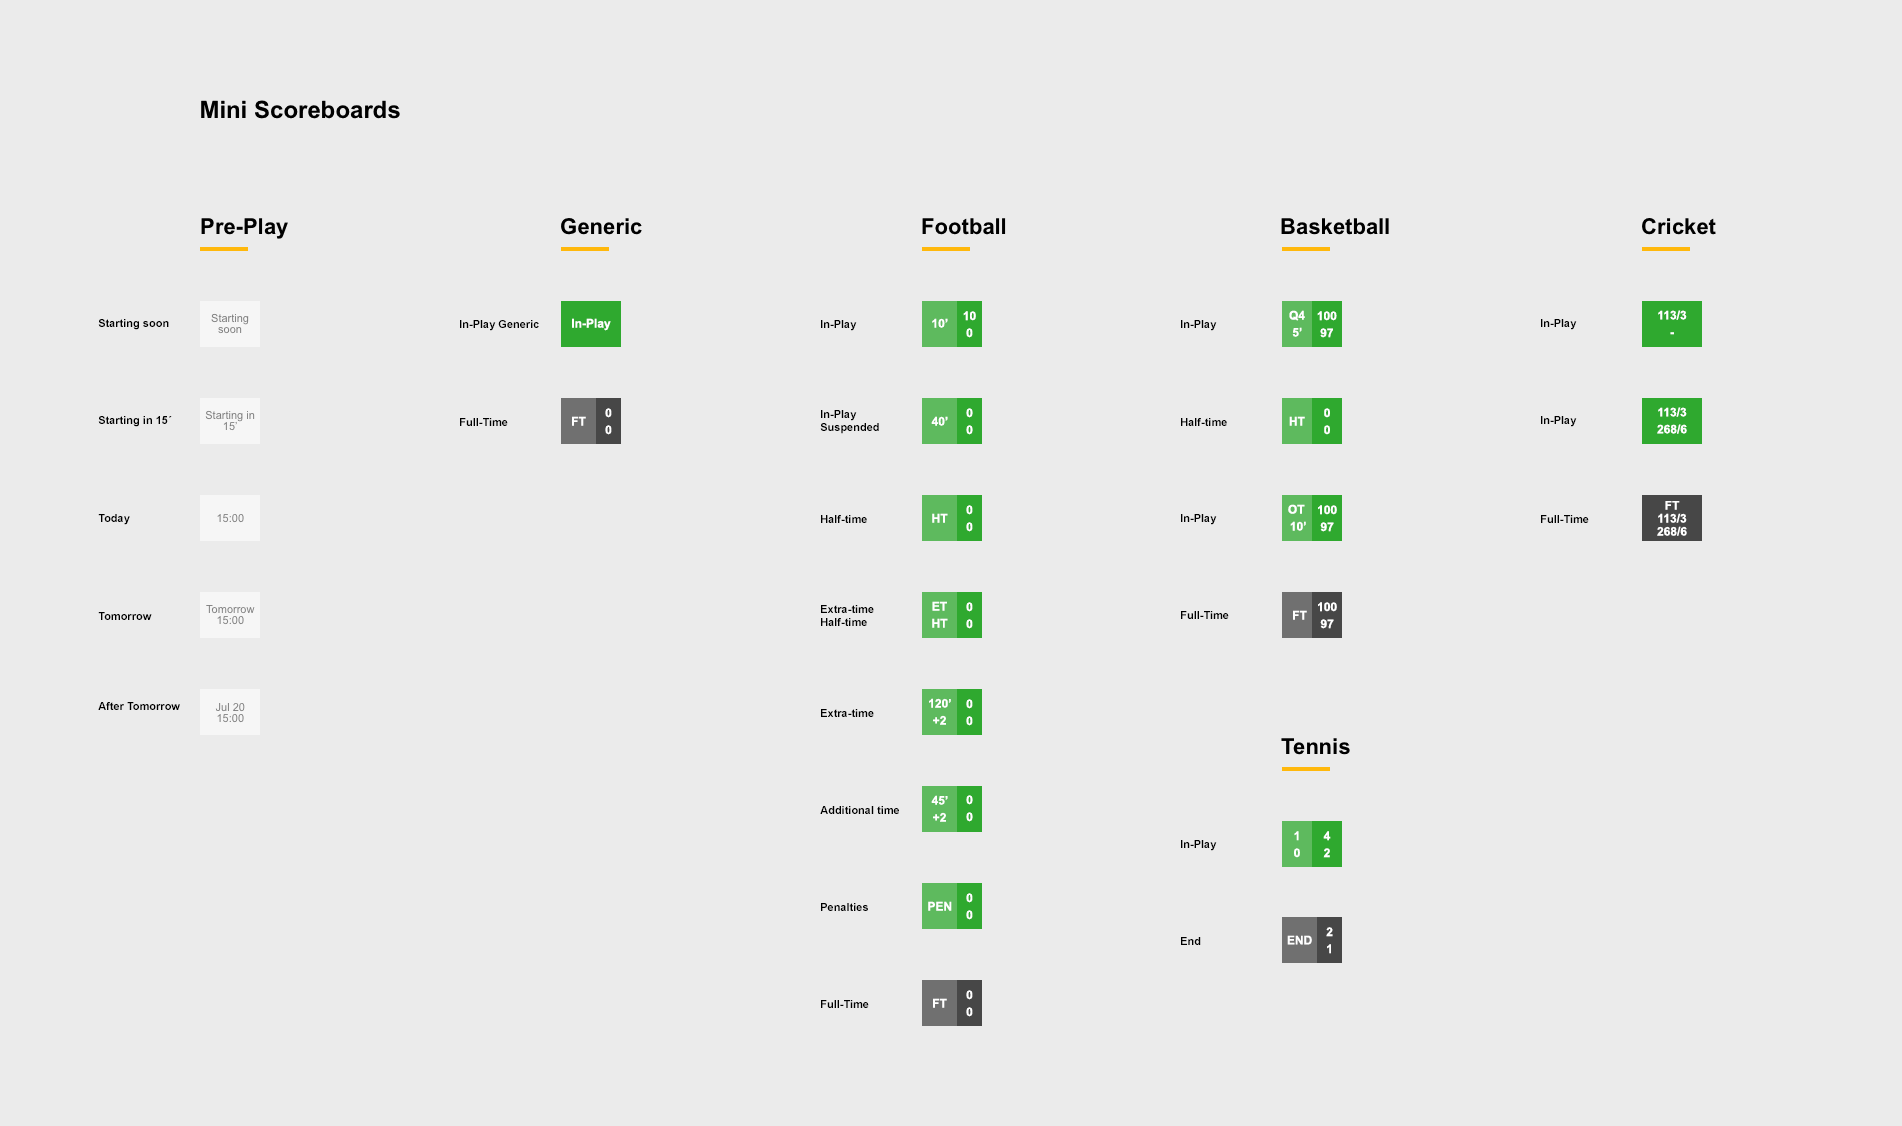 Mini Scoreboards
Pre-Play
Starting soon
Starting
soon
Starting in 15´
Starting in
15'
Today
15:00
Tomorrow
Tomorrow
15:00
After Tomorrow
Jul 20
15:00
Generic
In-Play Generic
In-Play
Full-Time
FT
0
0
Football
In-Play
10'
10
0
In-Play
Suspended
40'
0
0
Half-time
HT
0
0
Extra-time
Half-time
ET
HT
0
0
Extra-time
120'
+2
0
0
Additional time
45'
+2
0
0
Penalties
PEN
0
0
Full-Time
FT
0
0
Basketball
In-Play
Q4
5'
100
97
Half-time
HT
0
0
In-Play
OT
10'
100
97
Full-Time
FT
100
97
Tennis
In-Play
1
0
4
2
End
END
2
1
Cricket
In-Play
113/3
-
In-Play
113/3
268/6
Full-Time
FT
113/3
268/6